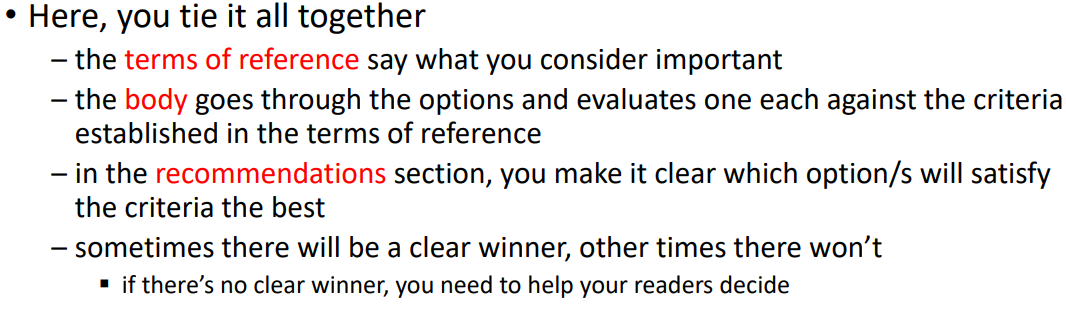 • Here, you tie it all together
– the terms of reference say what you consider important
– the body goes through the options and evaluates one each against the criteria
established in the terms of reference
– in the recommendations section, you make it clear which option/s will satisfy
the criteria the best
– sometimes there will be a clear winner, other times there won’t
▪ if there’s no clear winner, you need to help your readers decide